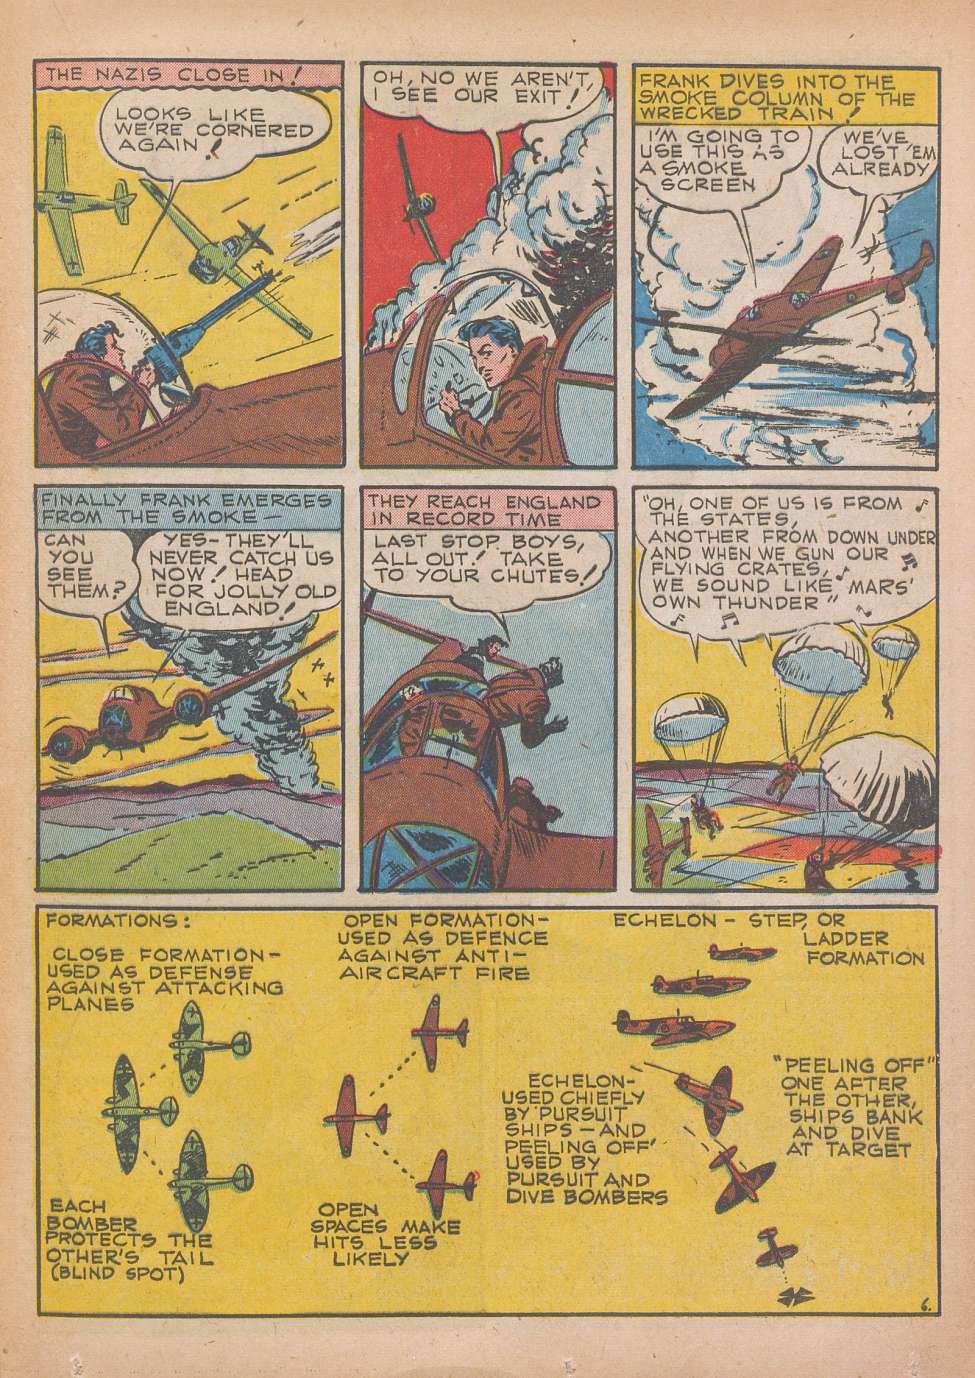 THE NAZIS CLOSE IN!
LOOKS LIKE
WE'RE CORNERED
AGAIN!
OH, NO WE AREN'T,
I SEE OUR EXIT!
FRANK DIVES INTO THE
SMOKE COLUMN OF THE
WRECKED TRAIN!
I'M GOING TO
USE THIS AS
A SMOKE
SCREEN
WE'VE
LOST 'EM
ALREADY
FINALLY FRANK EMERGES
FROM THE SMOKE—
CAN
YOU
SEE
THEM?
YES- THEY'LL
NEVER CATCH US
NOW! HEAD
FOR JOLLY OLD
ENGLAND!
THEY REACH ENGLAND
IN RECORD TIME
LAST STOP BOYS,
ALL OUT! TAKE
TO YOUR CHUTES!
"OH, ONE OF US IS FROM
THE STATES,
ANOTHER FROM DOWN UNDER
AND WHEN WE GUN OUR
FLYING CRATES,
WE SOUND LIKE MARS'
OWN THUNDER"
FORMATIONS:
CLOSE FORMATION-
USED AS DEFENSE
AGAINST ATTACKING
PLANES
EACH
BOMBER
PROTECTS THE
OTHER'S TAIL
(BLIND SPOT)
OPEN FORMATION-
USED AS DEFENCE
AGAINST ANTI-
AIRCRAFT FIRE
OPEN
SPACES MAKE
HITS LESS
LIKELY
ECHELON - STEP, OR
LADDER
FORMATION
ECHELON-
USED CHIEFLY
BY PURSUIT
SHIPS - AND
'PEELING OFF'
USED BY
PURSUIT AND
DIVE BOMBERS
"PEELING OFF"
ONE AFTER
THE OTHER,
SHIPS BANK
AND DIVE
AT TARGET
6.